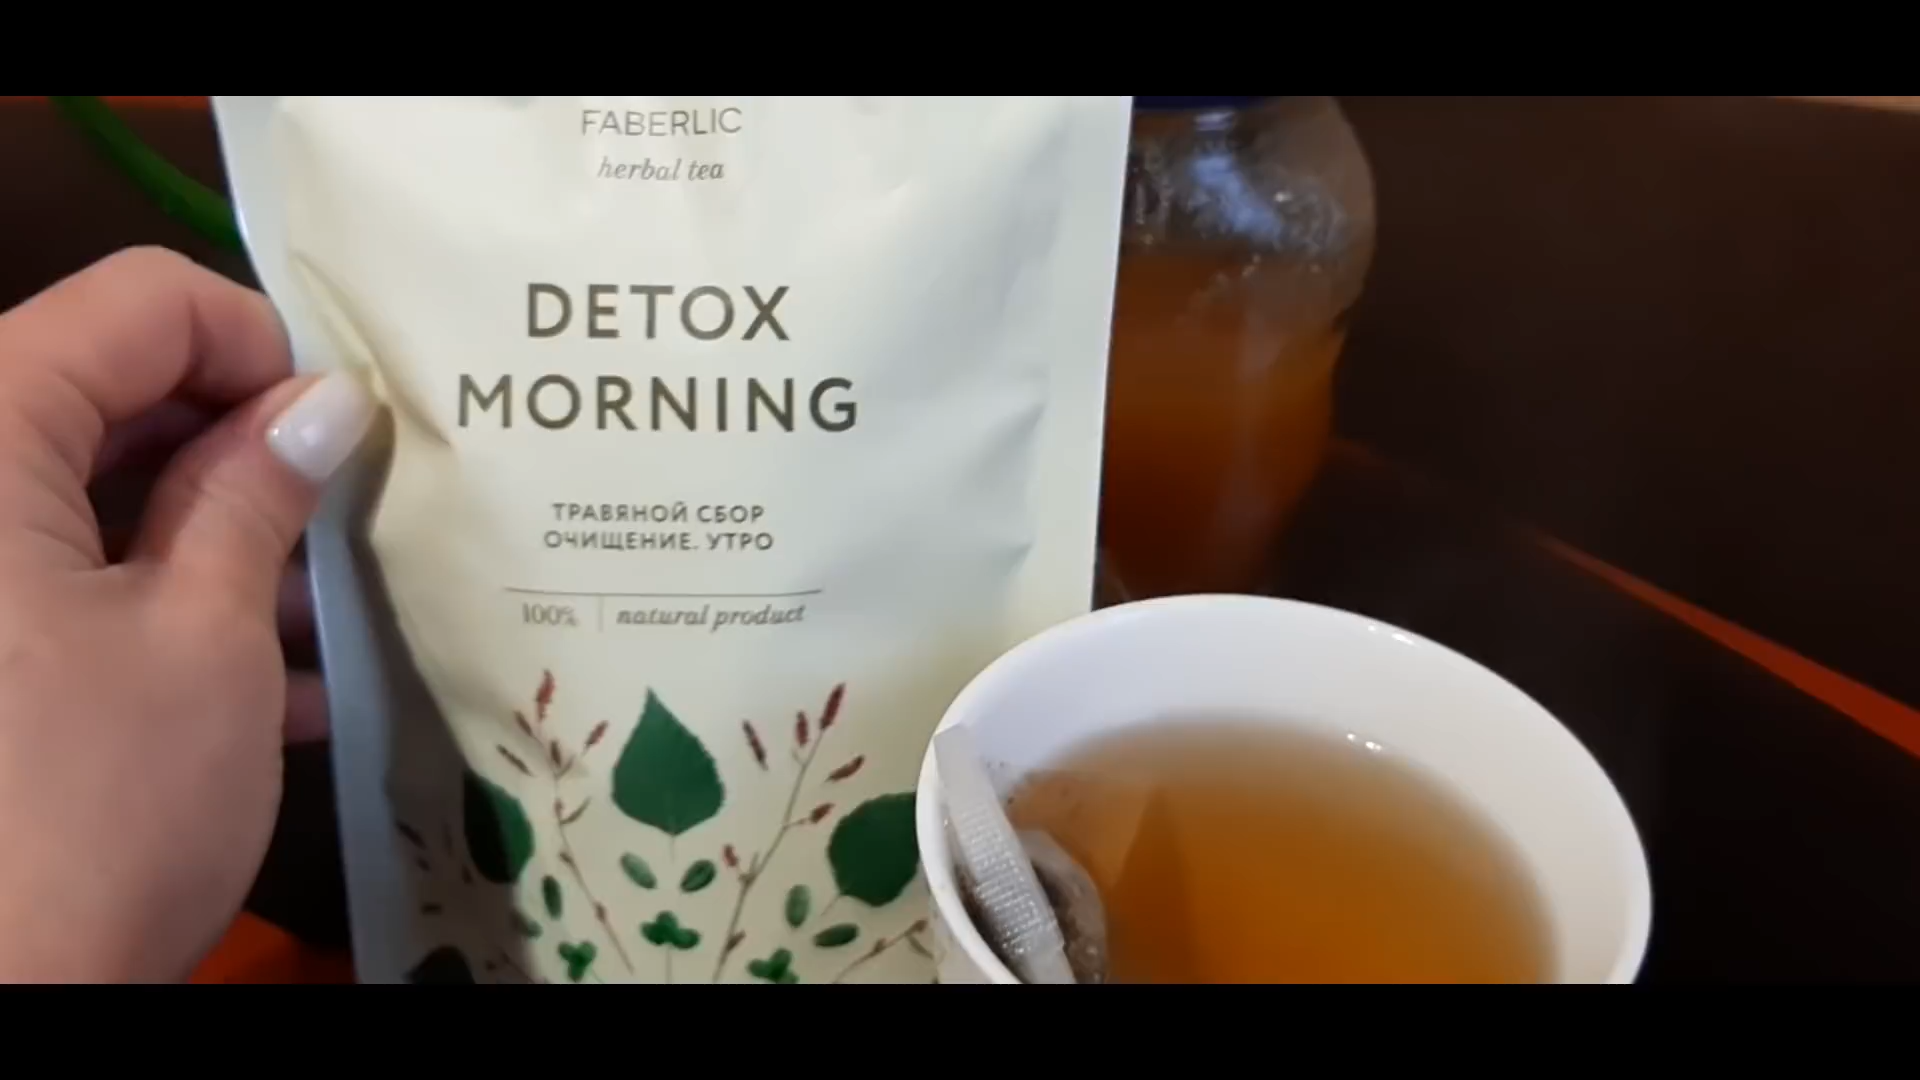 FABERLIC
herbal tea
DETOX
MORNING
ТРАВЯНОЙ СБОР
ОЧИЩЕНИЕ. УТРО
100% natural product